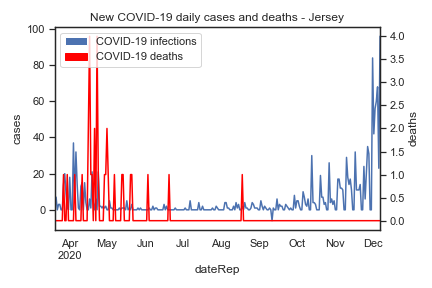 New COVID-19 daily cases and deaths - Jersey
COVID-19 infections
COVID-19 deaths
100
80
60
40
20
0
cases
4.0
3.5
3.0
2.5
2.0
1.5
1.0
0.5
0.0
deaths
Apr May Jun Jul Aug Sep Oct Nov Dec
2020
dateRep